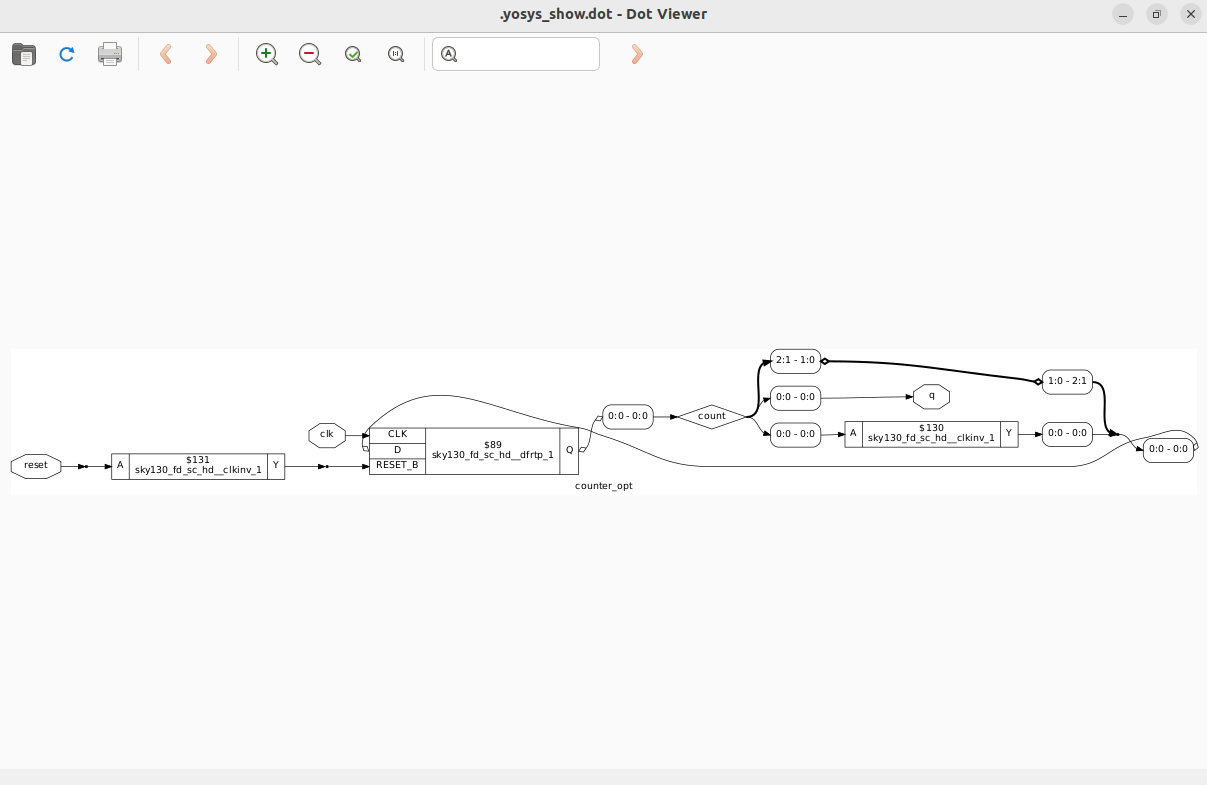 .yosys_show.dot - Dot Viewer
2:1 - 1:0
1:0 - 2:1
0:0 - 0:0
q
0:0 - 0:0
count
clk
CLK
D
RESET_B
$89
sky130_fd_sc_hd__dfrtp_1
Q
0:0 - 0:0
A
$130
sky130_fd_sc_hd__clkinv_1
Y
0:0 - 0:0
0:0 - 0:0
reset
A
$131
sky130_fd_sc_hd__clkinv_1
Y
counter_opt